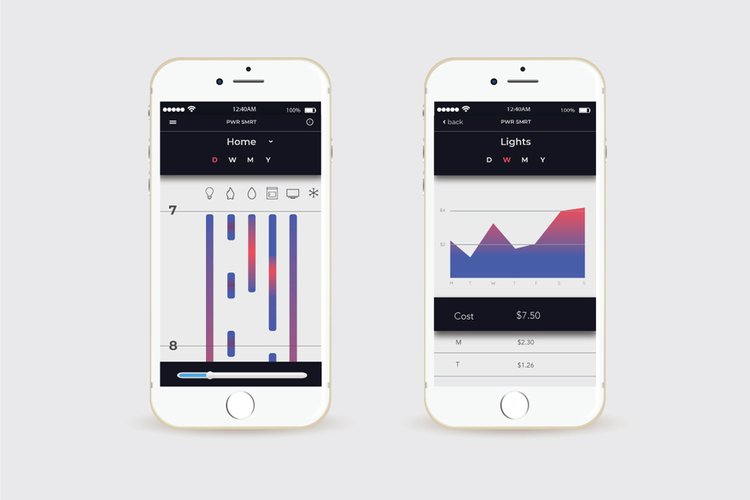 12:40AM
100%
PWR SMRT
Home
D W M Y
7
8
12:40AM
100%
back
PWR SMRT
Lights
D W M Y
$4
$2
M T W T F S S
Cost $7.50
M $2.30
T $1.26